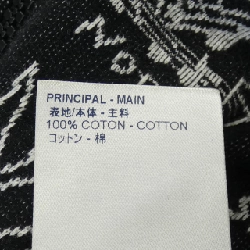 PRINCIPAL - MAIN
表地/本体 - 主料
100% COTON - COTTON
コットン - 棉